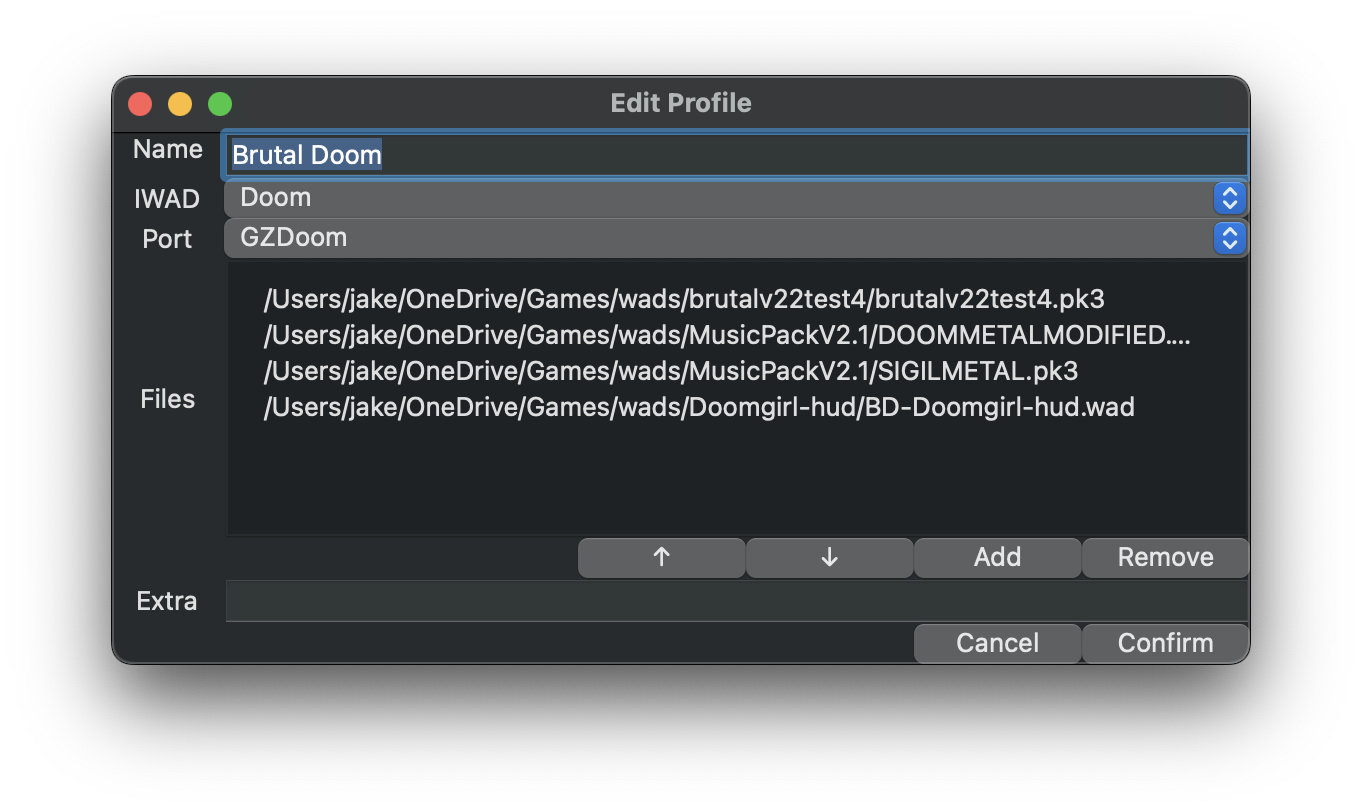 Edit Profile
Name Brutal Doom
IWAD Doom
Port GZDoom
/Users/jake/OneDrive/Games/wads/brutalv22test4/brutalv22test4.pk3
/Users/jake/OneDrive/Games/wads/MusicPackV2.1/DOOMMETALMODIFIED....
/Users/jake/OneDrive/Games/wads/MusicPackV2.1/SIGILMETAL.pk3
Files
/Users/jake/OneDrive/Games/wads/Doomgirl-hud/BD-Doomgirl-hud.wad
↑ ↓ Add Remove
Extra
Cancel Confirm